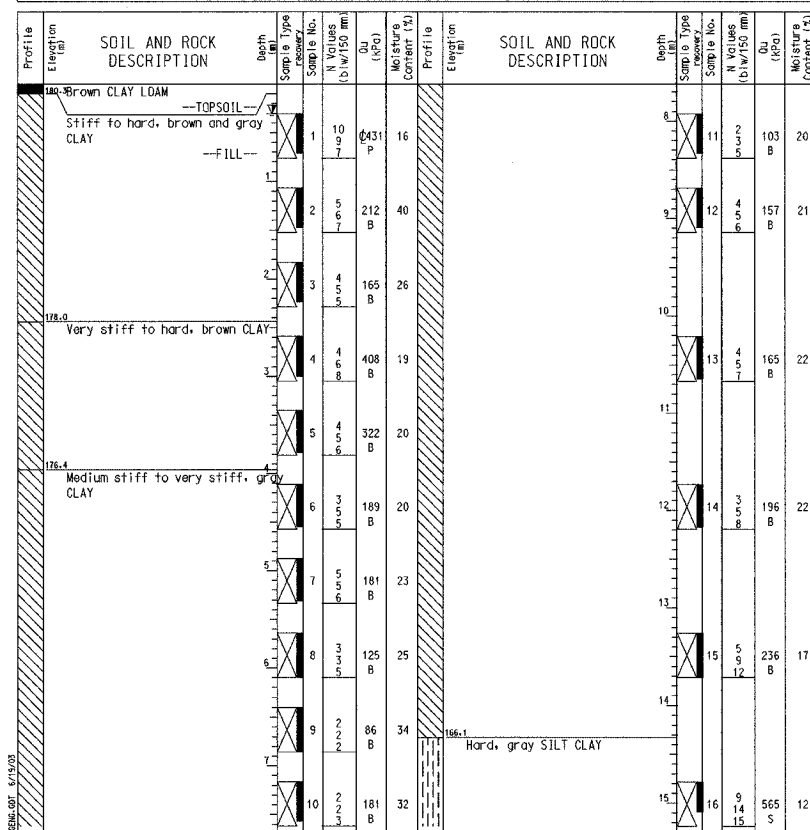 Profile
Elevation (m)
SOIL AND ROCK
DESCRIPTION
Depth (m)
Sample Type
recovery
Sample No.
N Values (blw/150 mm)
Qu (kPa)
Moisture Content (%)
Profile
Elevation (m)
SOIL AND ROCK
DESCRIPTION
Depth (m)
Sample Type
recovery
Sample No.
N Values (blw/150 mm)
Qu (kPa)
Moisture Content (%)
180.3 Brown CLAY LOAM
---TOPSOIL---
Stiff to hard, brown and gray
CLAY
---FILL---
1 10 9 7 431 P 16
1
2 5 6 7 212 B 40
2
3 4 5 5 165 B 26
178.0
Very stiff to hard, brown CLAY
3
4 4 6 8 408 B 19
5 4 5 6 322 B 20
176.4
4
Medium stiff to very stiff, gray
CLAY
6 3 5 5 189 B 20
5
7 5 5 6 181 B 23
6
8 3 3 5 125 B 25
9 2 2 2 86 B 34
7
10 2 2 3 181 B 32
8
11 2 3 5 103 B 20
9
12 4 5 6 157 B 21
10
13 4 5 7 165 B 22
11
12
14 3 5 8 196 B 22
13
15 5 9 12 236 B 17
14
166.1
Hard, gray SILT CLAY
15
16 9 14 15 565 S 12
6/19/03